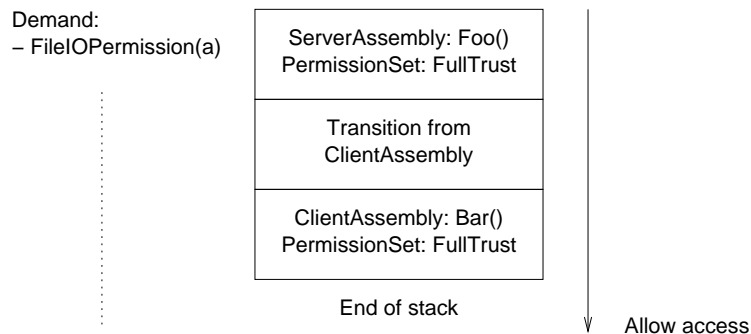 Demand:
– FileIOPermission(a)
ServerAssembly: Foo()
PermissionSet: FullTrust
Transition from
ClientAssembly
ClientAssembly: Bar()
PermissionSet: FullTrust
End of stack
Allow access